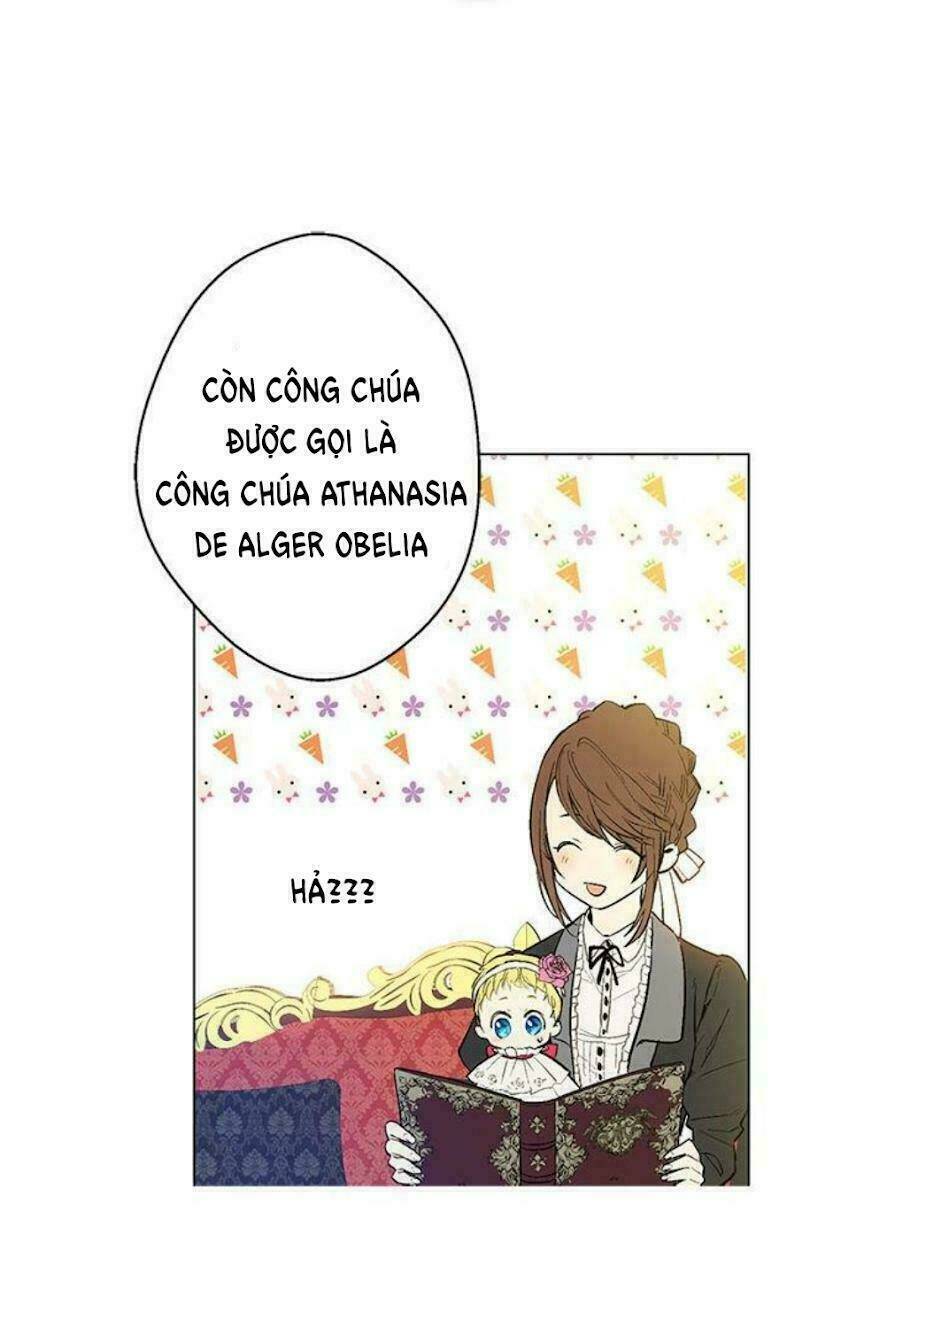 CÒN CÔNG CHÚA
ĐƯỢC GỌI LÀ
CÔNG CHÚA ATHANASIA
DE ALGER OBELIA
HẢ???